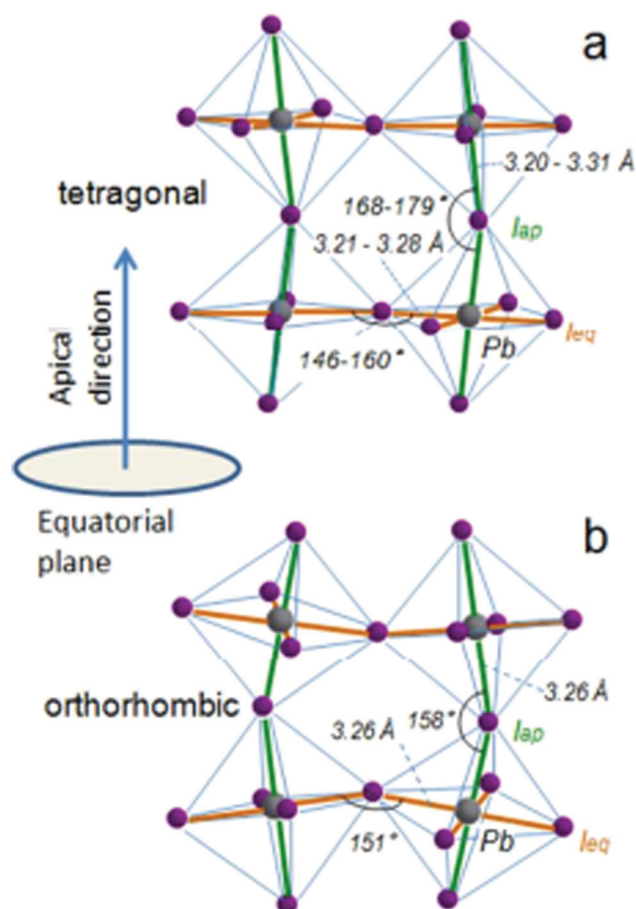 a
3.20 - 3.31 Å
tetragonal
168-179°
Iap
3.21 - 3.28 Å
Apical
direction
Pb
Ieq
146-160°
Equatorial
plane
b
3.26 Å
orthorhombic
158°
Iap
3.26 Å
Pb
Ieq
151°